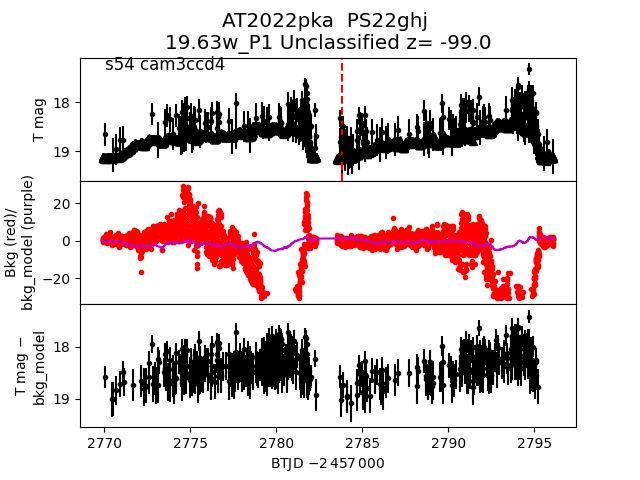 AT2022pka  PS22ghj
19.63w_P1 Unclassified z= -99.0
s54 cam3ccd4
T mag
18
19
Bkg (red)/
bkg_model (purple)
20
0
−20
T mag −
bkg_model
18
19
2770 2775 2780 2785 2790 2795
BTJD −2 457 000